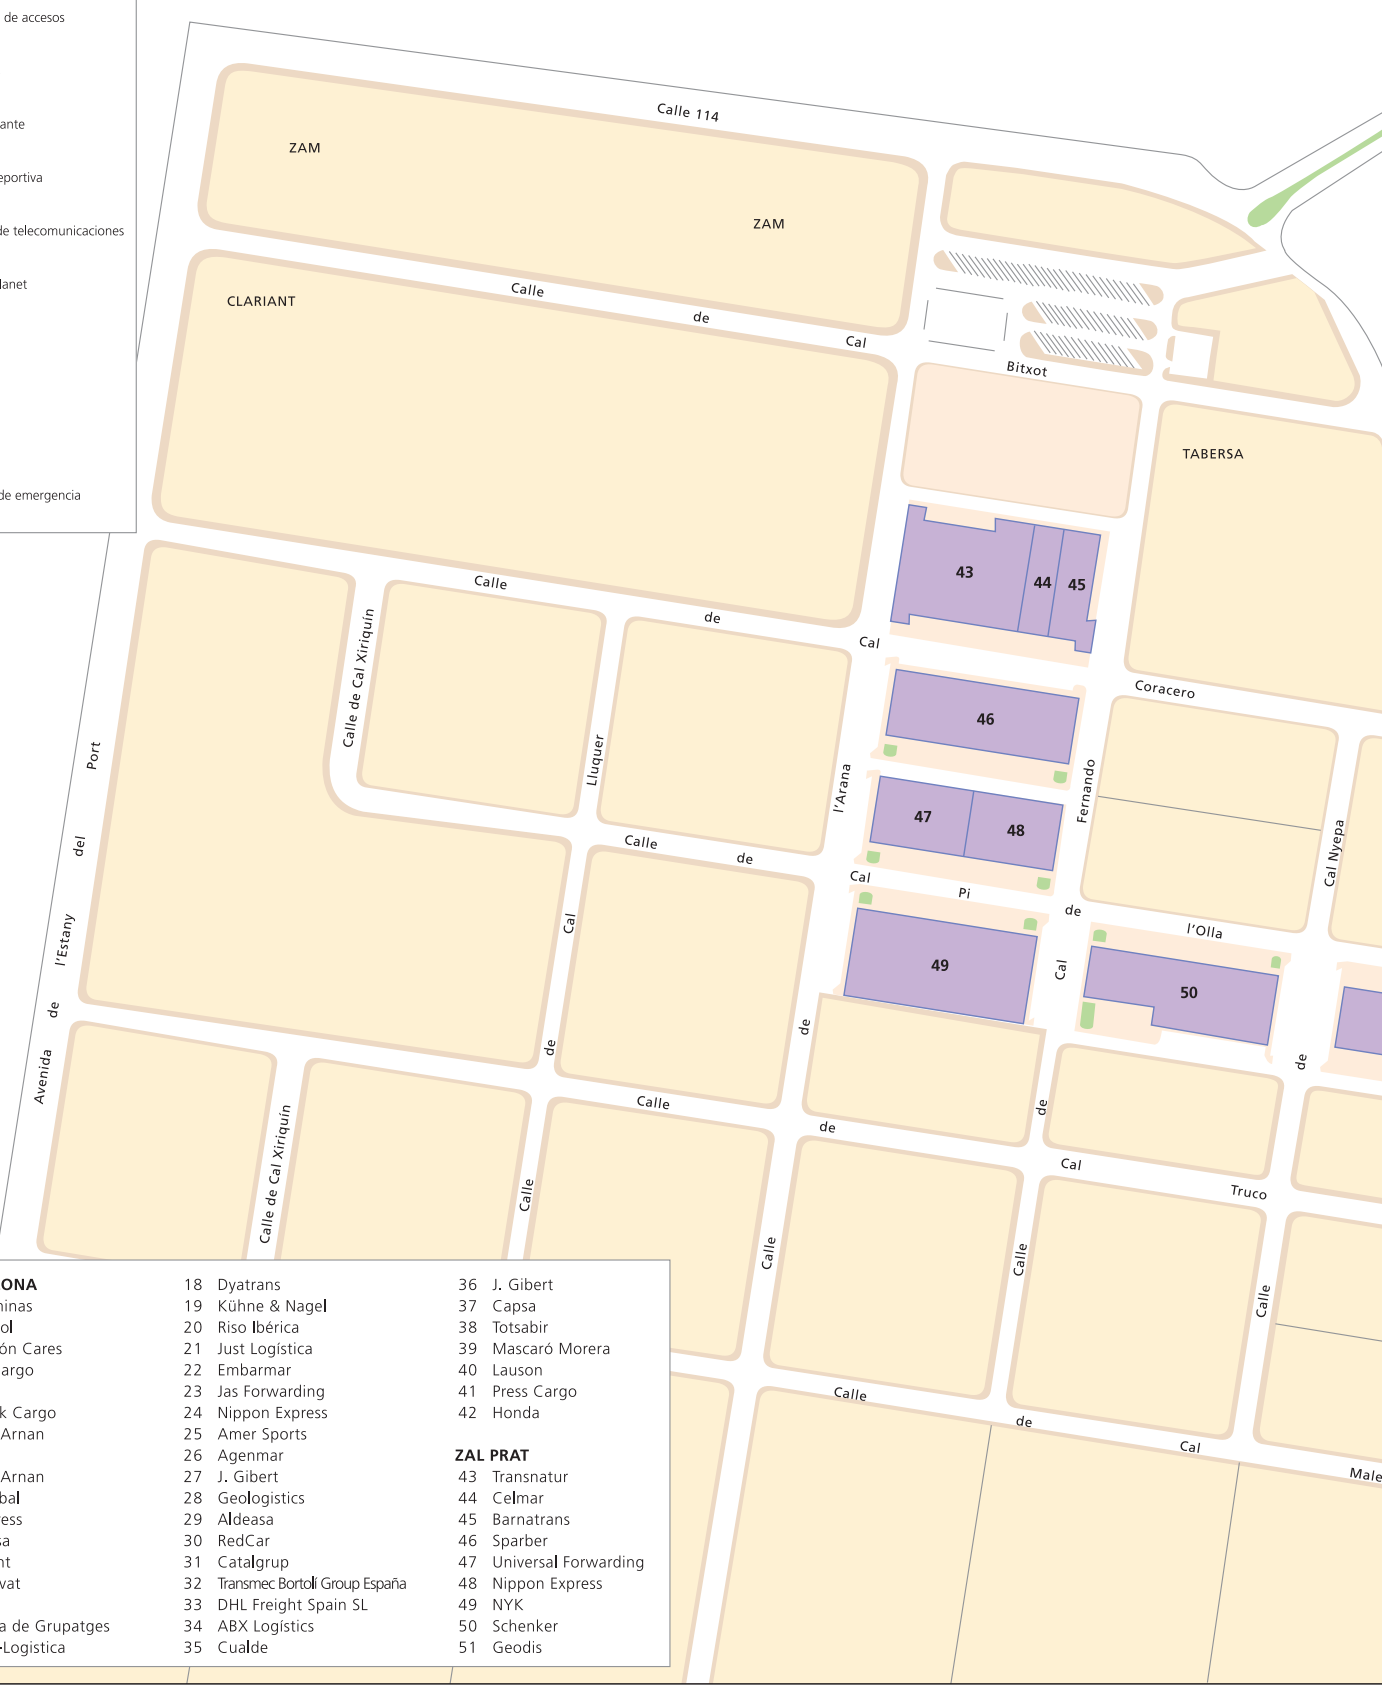 de accesos
ante
eportiva
de telecomunicaciones
lanet
de emergencia
Calle 114
ZAM
ZAM
CLARIANT
Calle de Cal Bitxot
TABERSA
43
44
45
Calle de Cal Coracero
Calle de Cal Xiriquín
46
47
48
Avenida de l'Estany del Port
Calle de Cal Lluquer
Calle de l'Arana
Calle de Cal Fernando
Calle de Cal Nyepa
Calle de Cal Pi de l'Olla
49
50
Calle de Cal Truco
Calle de Cal Xiriquín
Calle de Cal Male
ONA
ninas
ol
ón Cares
argo
k Cargo
Arnan
Arnan
bal
ress
sa
nt
vat
a de Grupatges
-Logistica
18 Dyatrans
19 Kühne & Nagel
20 Riso Ibérica
21 Just Logística
22 Embarmar
23 Jas Forwarding
24 Nippon Express
25 Amer Sports
26 Agenmar
27 J. Gibert
28 Geologistics
29 Aldeasa
30 RedCar
31 Catalgrup
32 Transmec Bortolí Group España
33 DHL Freight Spain SL
34 ABX Logístics
35 Cualde
36 J. Gibert
37 Capsa
38 Totsabir
39 Mascaró Morera
40 Lauson
41 Press Cargo
42 Honda
ZAL PRAT
43 Transnatur
44 Celmar
45 Barnatrans
46 Sparber
47 Universal Forwarding
48 Nippon Express
49 NYK
50 Schenker
51 Geodis